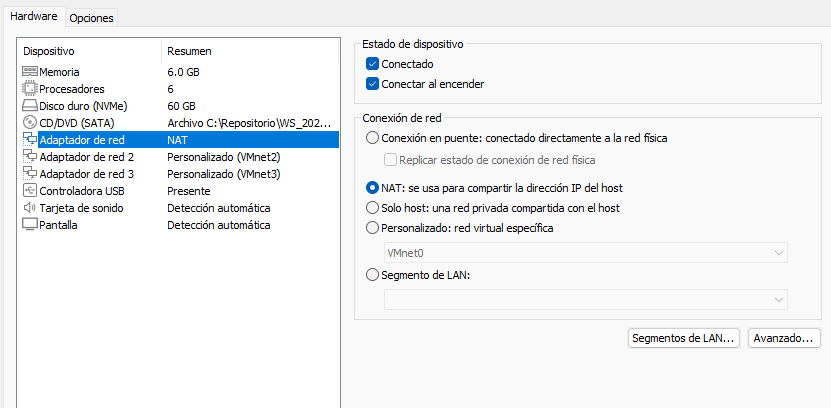 Hardware Opciones
Dispositivo Resumen
Memoria 6.0 GB
Procesadores 6
Disco duro (NVMe) 60 GB
CD/DVD (SATA) Archivo C:\Repositorio\WS_202...
Adaptador de red NAT
Adaptador de red 2 Personalizado (VMnet2)
Adaptador de red 3 Personalizado (VMnet3)
Controladora USB Presente
Tarjeta de sonido Detección automática
Pantalla Detección automática
Estado de dispositivo
Conectado
Conectar al encender
Conexión de red
Conexión en puente: conectado directamente a la red física
Replicar estado de conexión de red física
NAT: se usa para compartir la dirección IP del host
Solo host: una red privada compartida con el host
Personalizado: red virtual específica
VMnet0
Segmento de LAN:
Segmentos de LAN... Avanzado...